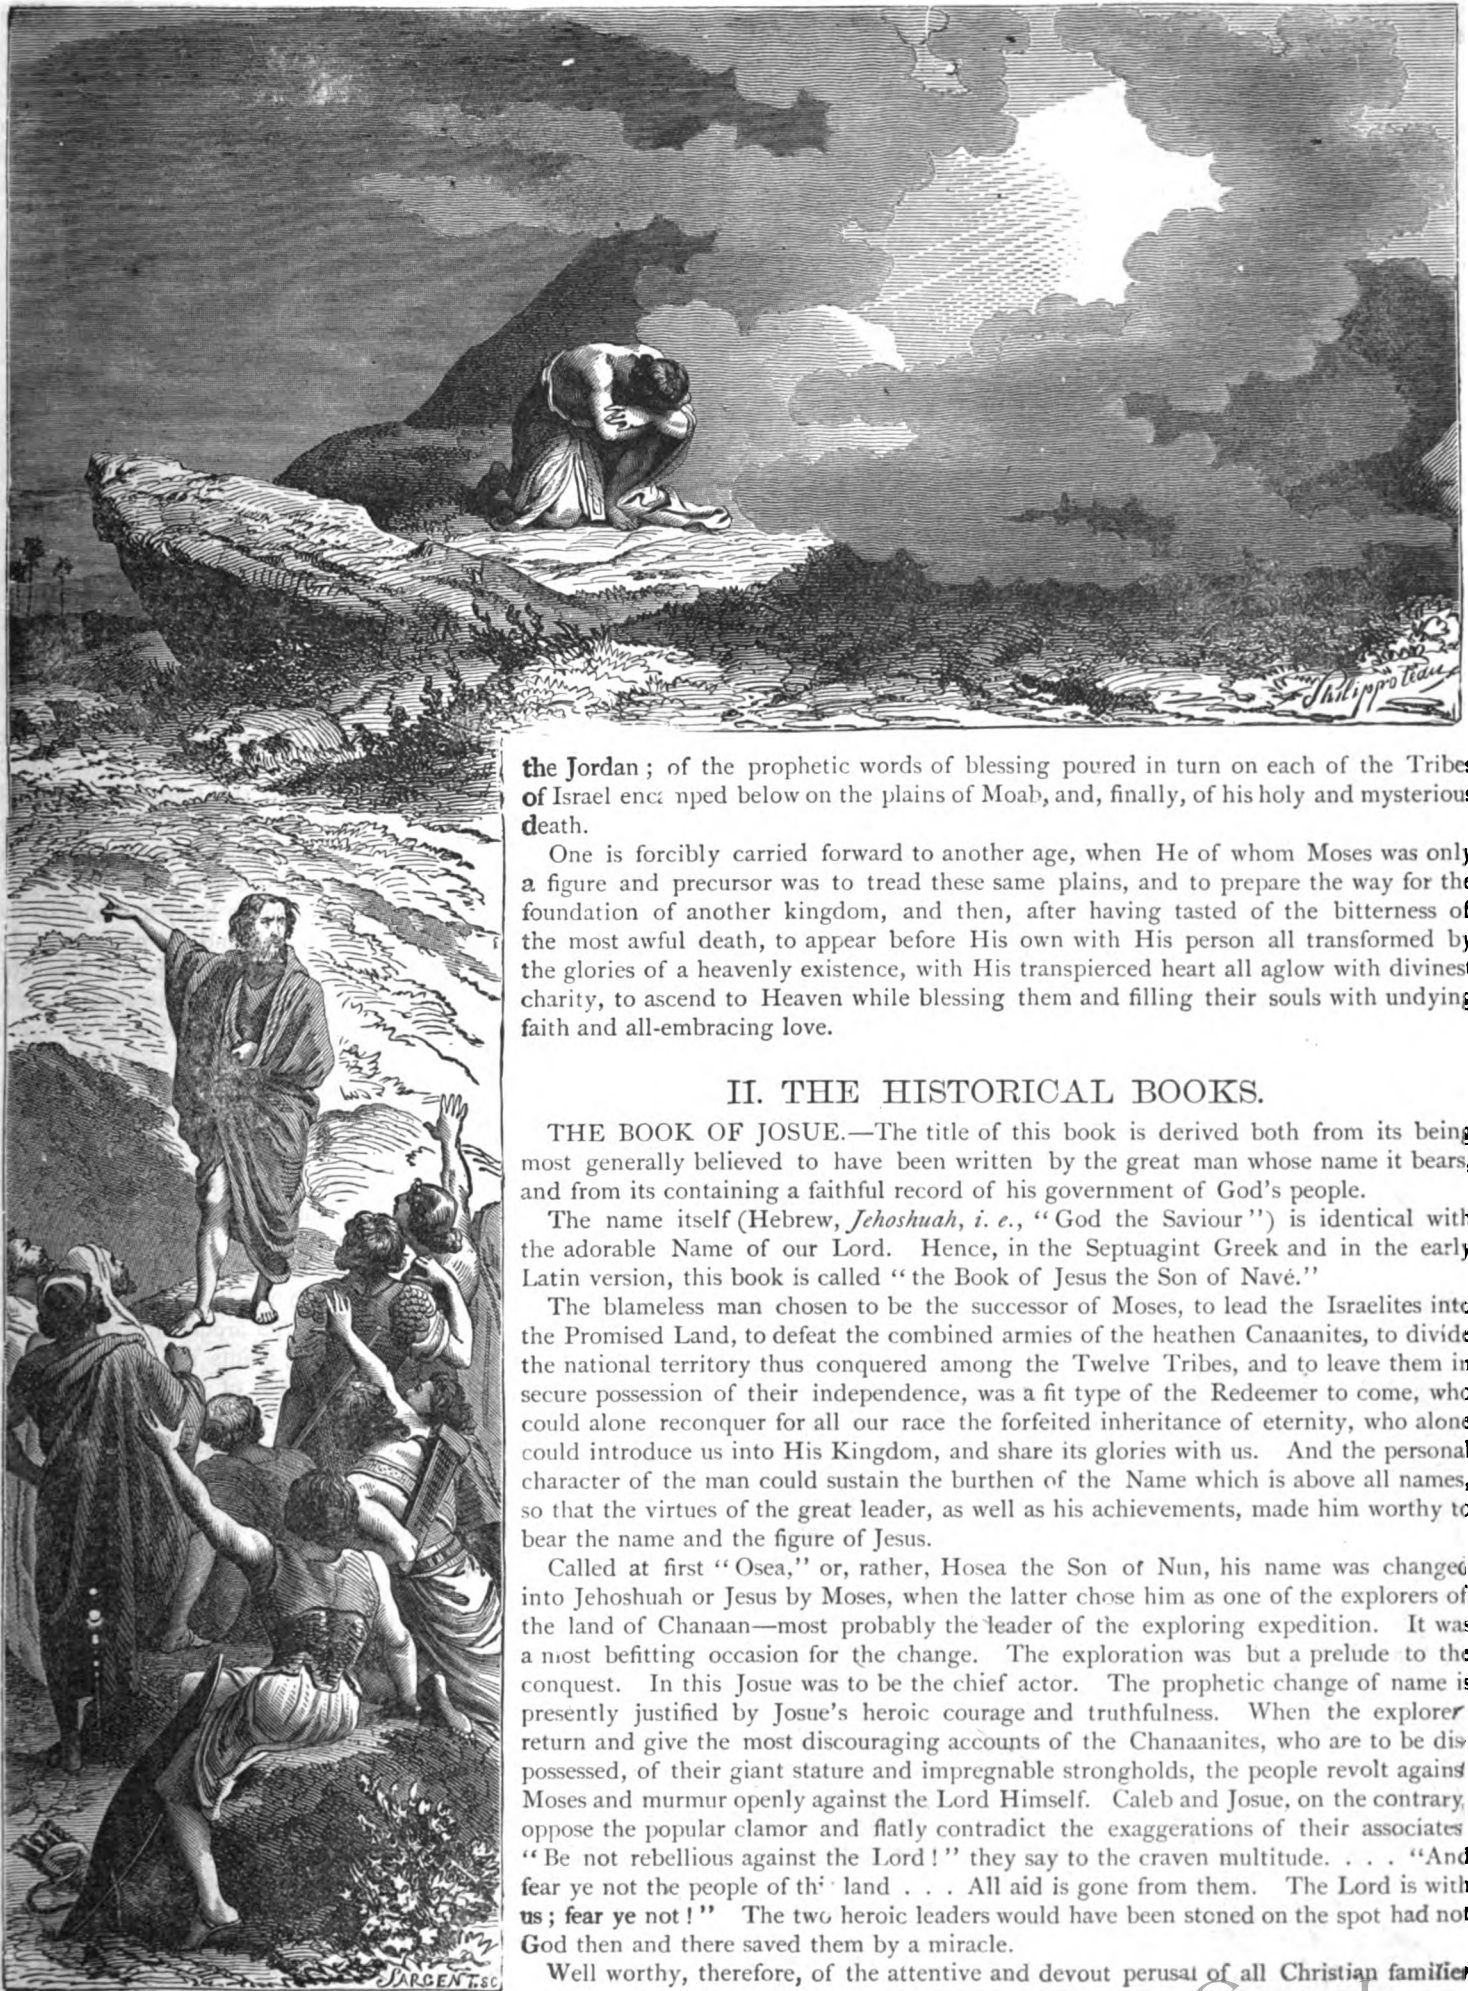 Philippoteaux
the Jordan ; of the prophetic words of blessing poured in turn on each of the Tribes
of Israel encamped below on the plains of Moab, and, finally, of his holy and mysterious
death.
One is forcibly carried forward to another age, when He of whom Moses was only
a figure and precursor was to tread these same plains, and to prepare the way for the
foundation of another kingdom, and then, after having tasted of the bitterness of
the most awful death, to appear before His own with His person all transformed by
the glories of a heavenly existence, with His transpierced heart all aglow with divinest
charity, to ascend to Heaven while blessing them and filling their souls with undying
faith and all-embracing love.
II. THE HISTORICAL BOOKS.
THE BOOK OF JOSUE.—The title of this book is derived both from its being
most generally believed to have been written by the great man whose name it bears,
and from its containing a faithful record of his government of God's people.
The name itself (Hebrew, Jehoshuah, i. e., "God the Saviour") is identical with
the adorable Name of our Lord. Hence, in the Septuagint Greek and in the early
Latin version, this book is called "the Book of Jesus the Son of Navé."
The blameless man chosen to be the successor of Moses, to lead the Israelites into
the Promised Land, to defeat the combined armies of the heathen Canaanites, to divide
the national territory thus conquered among the Twelve Tribes, and to leave them in
secure possession of their independence, was a fit type of the Redeemer to come, who
could alone reconquer for all our race the forfeited inheritance of eternity, who alone
could introduce us into His Kingdom, and share its glories with us. And the personal
character of the man could sustain the burthen of the Name which is above all names,
so that the virtues of the great leader, as well as his achievements, made him worthy to
bear the name and the figure of Jesus.
Called at first "Osea," or, rather, Hosea the Son of Nun, his name was changed
into Jehoshuah or Jesus by Moses, when the latter chose him as one of the explorers of
the land of Chanaan—most probably the leader of the exploring expedition. It was
a most befitting occasion for the change. The exploration was but a prelude to the
conquest. In this Josue was to be the chief actor. The prophetic change of name is
presently justified by Josue's heroic courage and truthfulness. When the explorer
return and give the most discouraging accounts of the Chanaanites, who are to be dis-
possessed, of their giant stature and impregnable strongholds, the people revolt against
Moses and murmur openly against the Lord Himself. Caleb and Josue, on the contrary,
oppose the popular clamor and flatly contradict the exaggerations of their associates
"Be not rebellious against the Lord!" they say to the craven multitude. . . . "And
fear ye not the people of this land . . . All aid is gone from them. The Lord is with
us ; fear ye not!" The two heroic leaders would have been stoned on the spot had not
God then and there saved them by a miracle.
Well worthy, therefore, of the attentive and devout perusal of all Christian families
SARGENT.SC